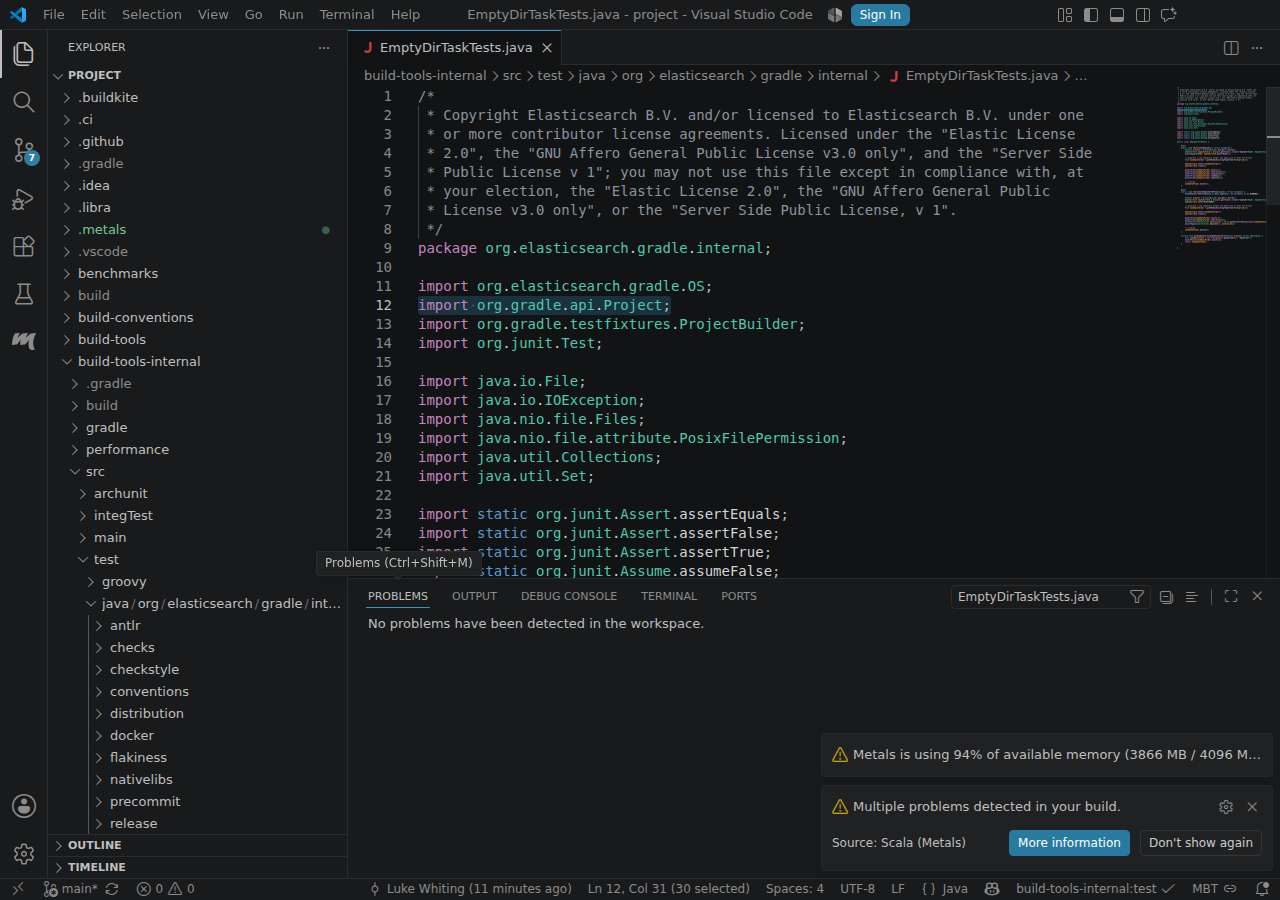 File Edit Selection View Go Run Terminal Help EmptyDirTaskTests.java - project - Visual Studio Code Sign In
EXPLORER
PROJECT
.buildkite
.ci
.github
.gradle
.idea
.libra
.metals
.vscode
benchmarks
build
build-conventions
build-tools
build-tools-internal
.gradle
build
gradle
performance
src
archunit
integTest
main
test
groovy
java/org/elasticsearch/gradle/int...
antlr
checks
checkstyle
conventions
distribution
docker
flakiness
nativelibs
precommit
release
OUTLINE
TIMELINE
7
EmptyDirTaskTests.java
build-tools-internal > src > test > java > org > elasticsearch > gradle > internal > EmptyDirTaskTests.java > ...
1 /*
2 * Copyright Elasticsearch B.V. and/or licensed to Elasticsearch B.V. under one
3 * or more contributor license agreements. Licensed under the "Elastic License
4 * 2.0", the "GNU Affero General Public License v3.0 only", and the "Server Side
5 * Public License v 1"; you may not use this file except in compliance with, at
6 * your election, the "Elastic License 2.0", the "GNU Affero General Public
7 * License v3.0 only", or the "Server Side Public License, v 1".
8 */
9 package org.elasticsearch.gradle.internal;
10
11 import org.elasticsearch.gradle.OS;
12 import org.gradle.api.Project;
13 import org.gradle.testfixtures.ProjectBuilder;
14 import org.junit.Test;
15
16 import java.io.File;
17 import java.io.IOException;
18 import java.nio.file.Files;
19 import java.nio.file.attribute.PosixFilePermission;
20 import java.util.Collections;
21 import java.util.Set;
22
23 import static org.junit.Assert.assertEquals;
24 import static org.junit.Assert.assertFalse;
static org.junit.Assert.assertTrue;
static org.junit.Assume.assumeFalse;
Problems (Ctrl+Shift+M)
PROBLEMS OUTPUT DEBUG CONSOLE TERMINAL PORTS EmptyDirTaskTests.java
No problems have been detected in the workspace.
Metals is using 94% of available memory (3866 MB / 4096 M...
Multiple problems detected in your build.
Source: Scala (Metals) More information Don't show again
main* 0 0 Luke Whiting (11 minutes ago) Ln 12, Col 31 (30 selected) Spaces: 4 UTF-8 LF { } Java build-tools-internal:test MBT